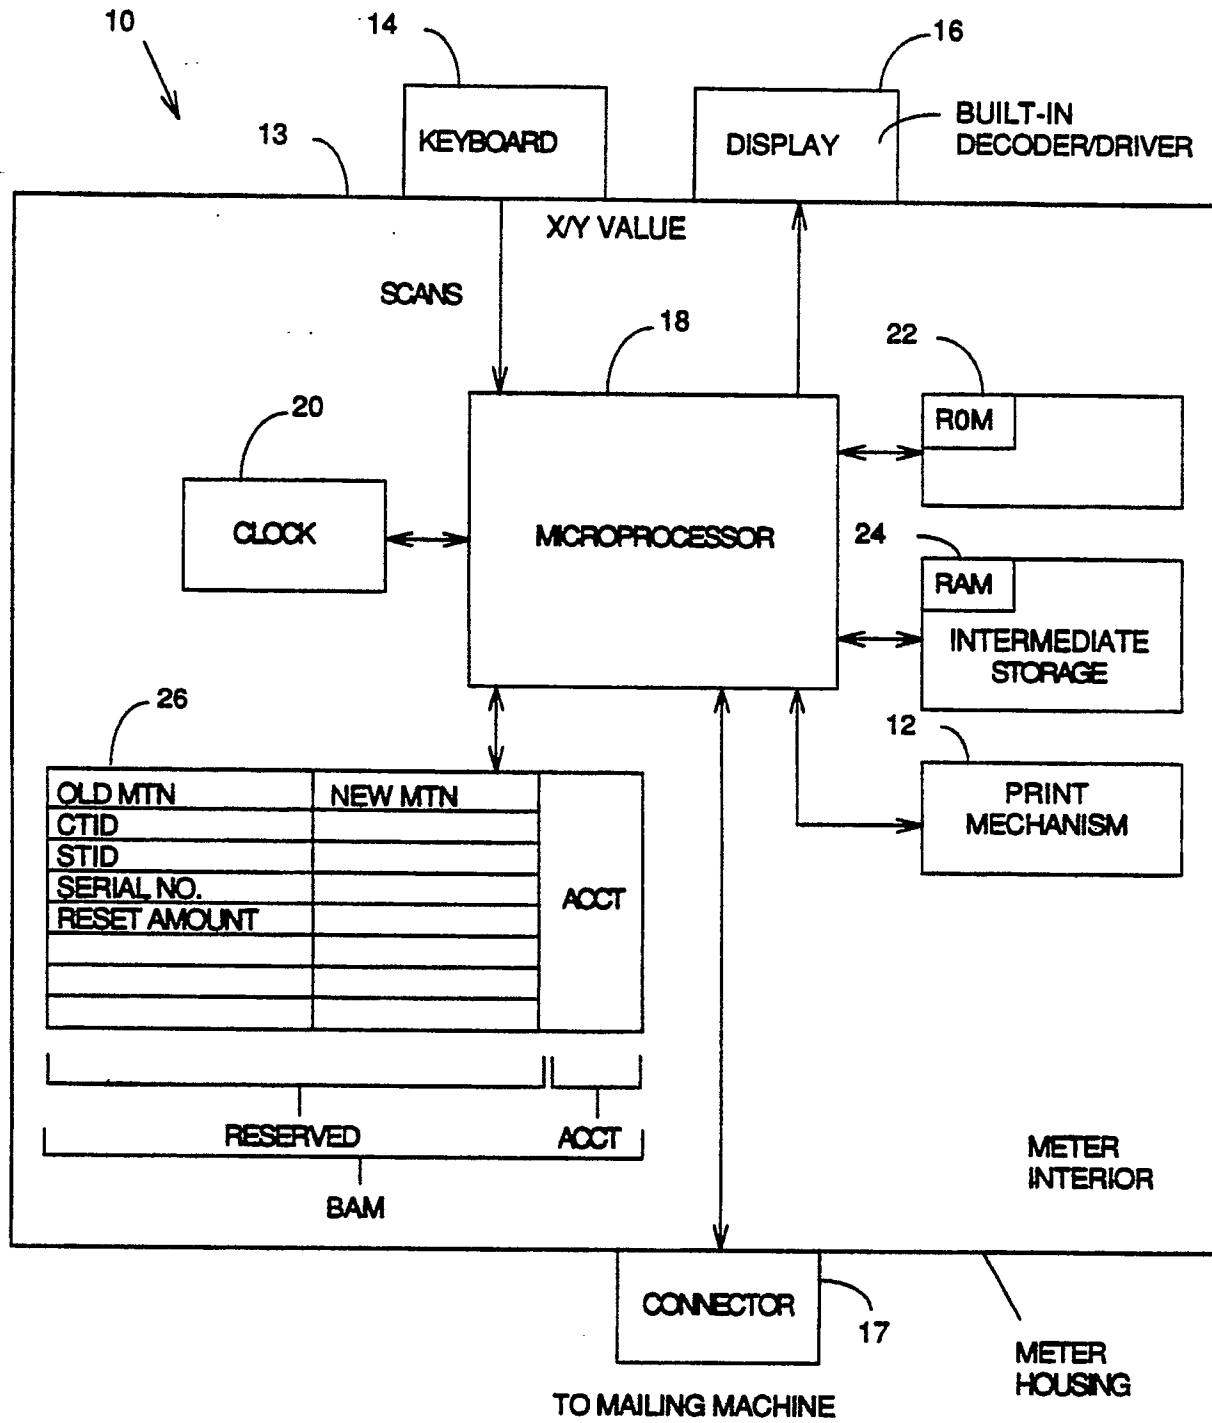 10
14
16
KEYBOARD
DISPLAY
BUILT-IN
DECODER/DRIVER
13
X/Y VALUE
SCANS
18
22
20
R0M
CLOCK
MICROPROCESSOR
24
RAM
INTERMEDIATE
STORAGE
26
12
OLD MTN
NEW MTN
CTID
STID
SERIAL NO.
RESET AMOUNT
ACCT
PRINT
MECHANISM
RESERVED
ACCT
BAM
METER
INTERIOR
CONNECTOR
17
METER
HOUSING
TO MAILING MACHINE